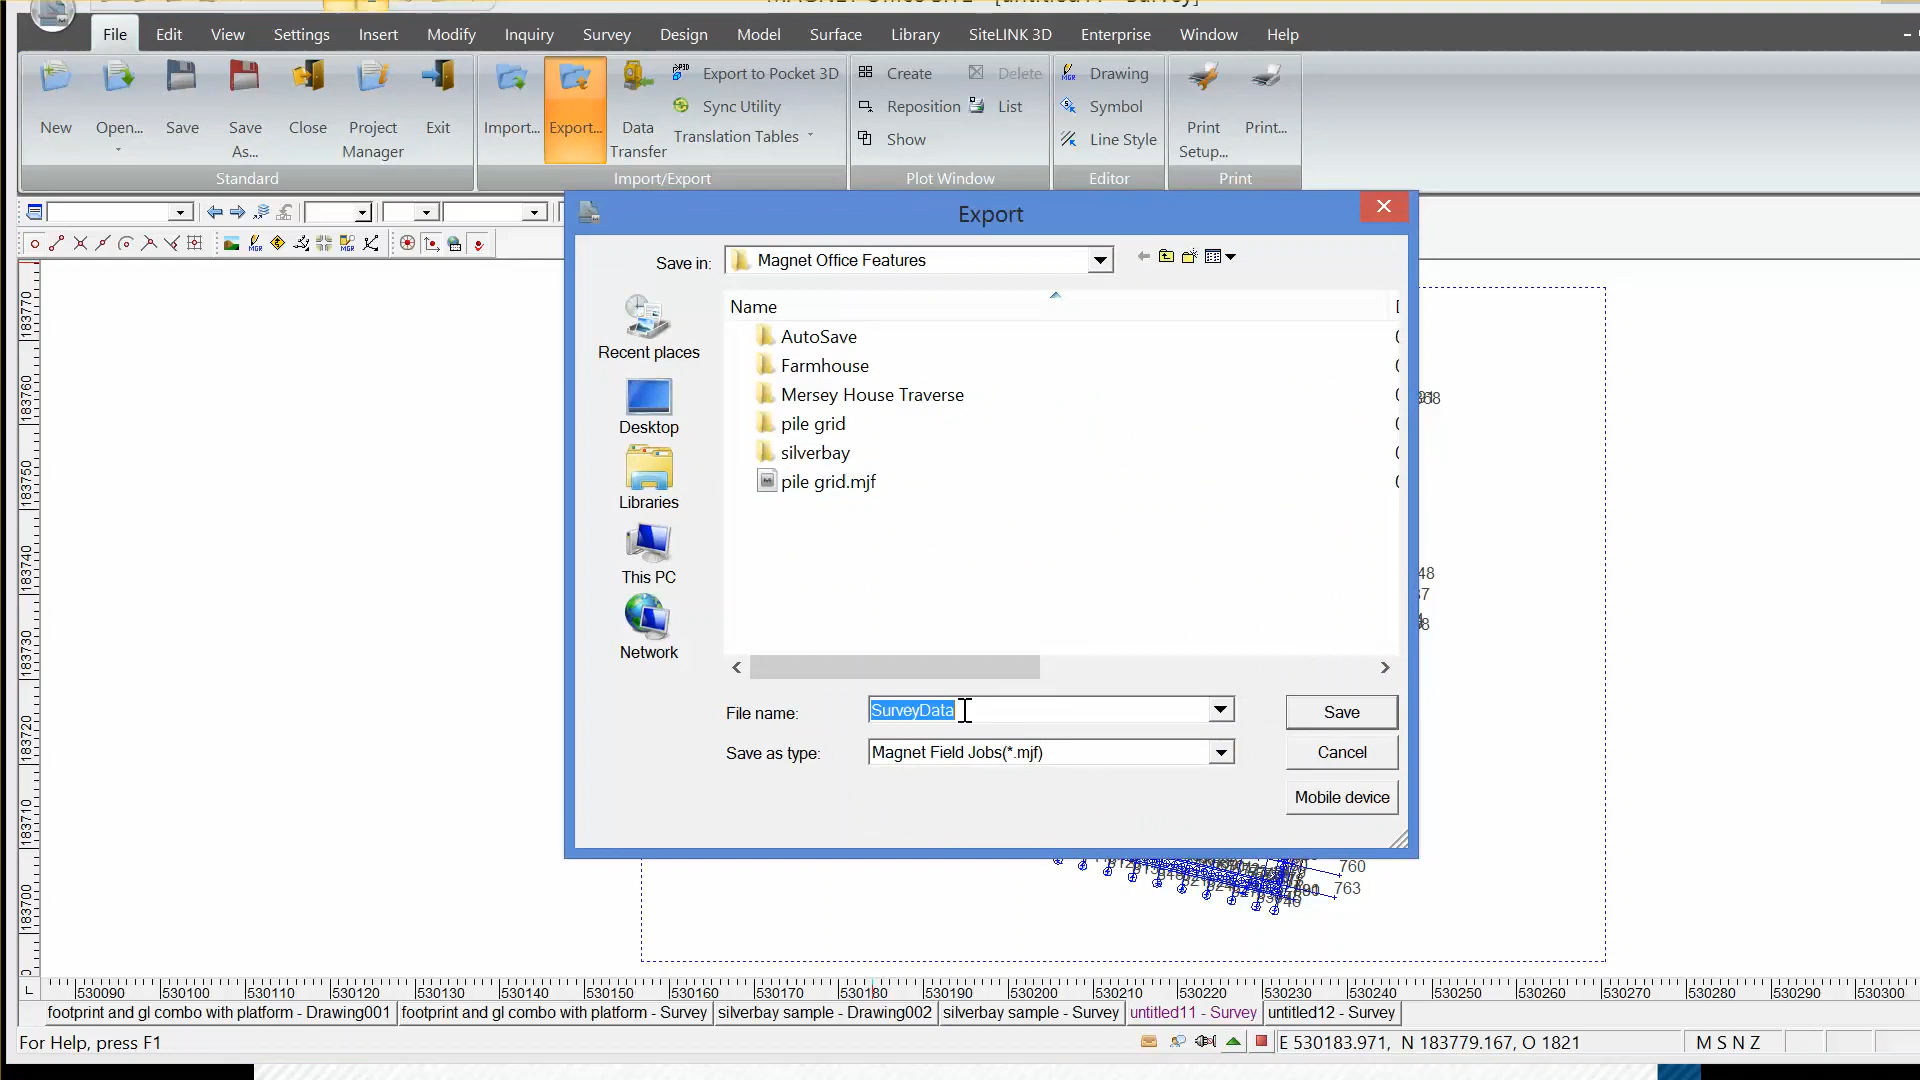 File Edit View Settings Insert Modify Inquiry Survey Design Model Surface Library SiteLINK 3D Enterprise Window Help
New Open... Save Save As... Close Project Manager Exit
Import... Export... Data Transfer
Export to Pocket 3D
Sync Utility
Translation Tables
Create Delete
Reposition List
Show
Drawing
Symbol
Line Style
Print Setup... Print...
Standard Import/Export Plot Window Editor Print
Export
Save in: Magnet Office Features
Recent places
Desktop
Libraries
This PC
Network
Name
AutoSave
Farmhouse
Mersey House Traverse
pile grid
silverbay
pile grid.mjf
File name: SurveyData
Save as type: Magnet Field Jobs(*.mjf)
Save
Cancel
Mobile device
183770
183760
183750
183740
183730
183720
183710
183700
760
763
530090 530100 530110 530120 530130 530140 530150 530160 530170 530180 530190 530200 530210 530220 530230 530240 530250 530260 530270 530280 530290 530300
footprint and gl combo with platform - Drawing001 footprint and gl combo with platform - Survey silverbay sample - Drawing002 silverbay sample - Survey untitled11 - Survey untitled12 - Survey
For Help, press F1 E 530183.971, N 183779.167, O 1821 M S N Z